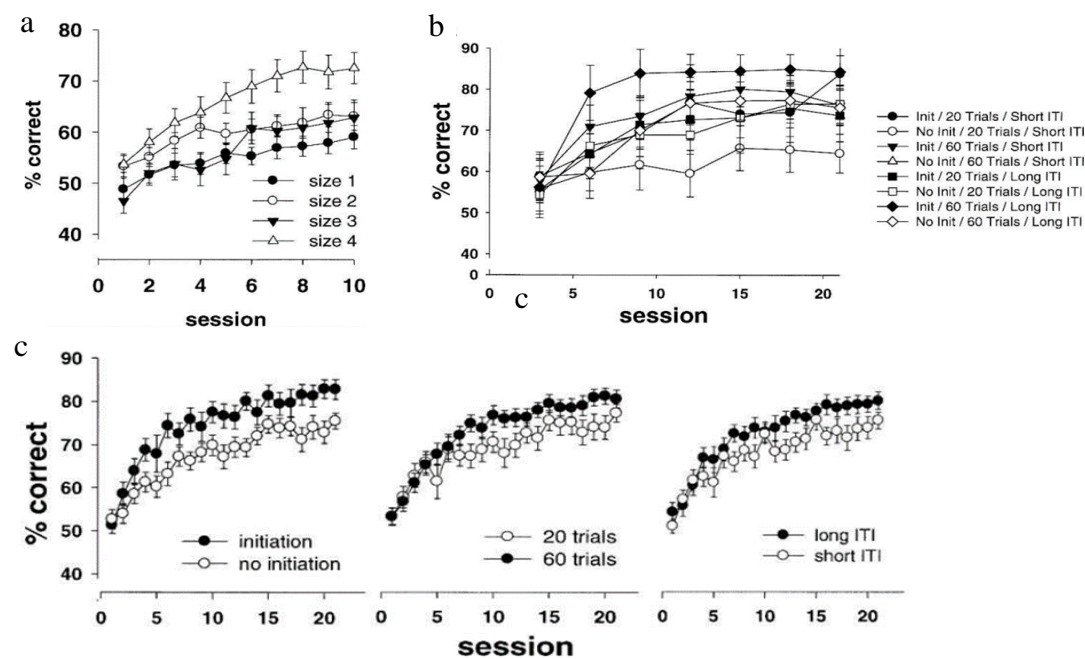 a
80
70
60
50
40
% correct
size 1
size 2
size 3
size 4
0 2 4 6 8 10
session
b
90
80
70
60
50
40
0
% correct
0 5 10 15 20
session
c
Init / 20 Trials / Short ITI
No Init / 20 Trials / Short ITI
Init / 60 Trials / Short ITI
No Init / 60 Trials / Short ITI
Init / 20 Trials / Long ITI
No Init / 20 Trials / Long ITI
Init / 60 Trials / Long ITI
No Init / 60 Trials / Long ITI
c
90
80
70
60
50
40
% correct
initiation
no initiation
0 5 10 15 20
20 trials
60 trials
0 5 10 15 20
long ITI
short ITI
0 5 10 15 20
session